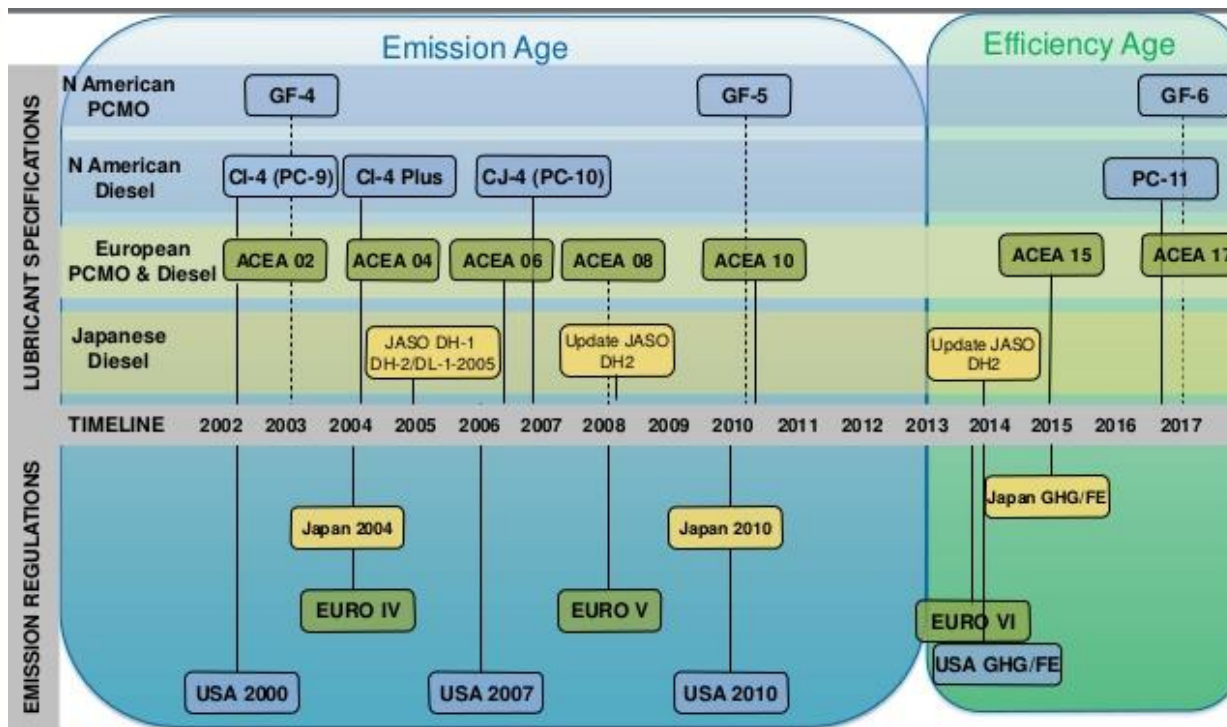 Emission Age
Efficiency Age
LUBRICANT SPECIFICATIONS
N American
PCMO
GF-4
GF-5
GF-6
N American
Diesel
CI-4 (PC-9)
CI-4 Plus
CJ-4 (PC-10)
PC-11
European
PCMO & Diesel
ACEA 02
ACEA 04
ACEA 06
ACEA 08
ACEA 10
ACEA 15
ACEA 17
Japanese
Diesel
JASO DH-1
DH-2/DL-1-2005
Update JASO
DH2
Update JASO
DH2
TIMELINE 2002 2003 2004 2005 2006 2007 2008 2009 2010 2011 2012 2013 2014 2015 2016 2017
EMISSION REGULATIONS
Japan GHG/FE
Japan 2004
Japan 2010
EURO IV
EURO V
EURO VI
USA GHG/FE
USA 2000
USA 2007
USA 2010